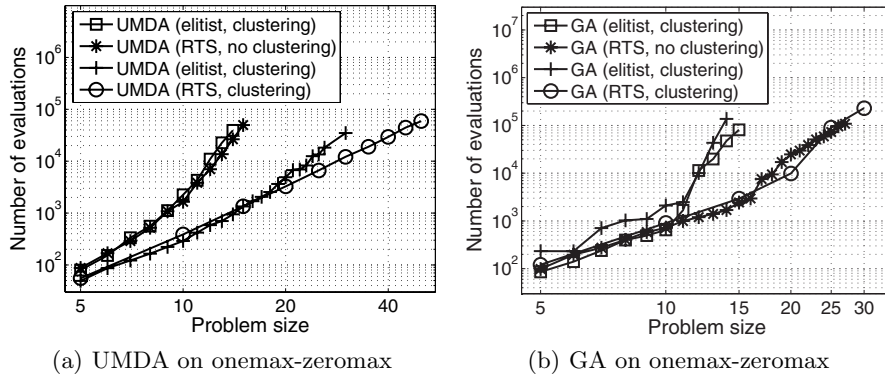 Number of evaluations
10^5
10^4
10^3
10^2
UMDA (elitist, clustering)
UMDA (RTS, no clustering)
UMDA (elitist, clustering)
UMDA (RTS, clustering)
5 10 20 40
Problem size
(a) UMDA on onemax-zeromax
Number of evaluations
10^7
10^6
10^5
10^4
10^3
10^2
GA (elitist, clustering)
GA (RTS, no clustering)
GA (elitist, clustering)
GA (RTS, clustering)
5 10 15 20 25 30
Problem size
(b) GA on onemax-zeromax